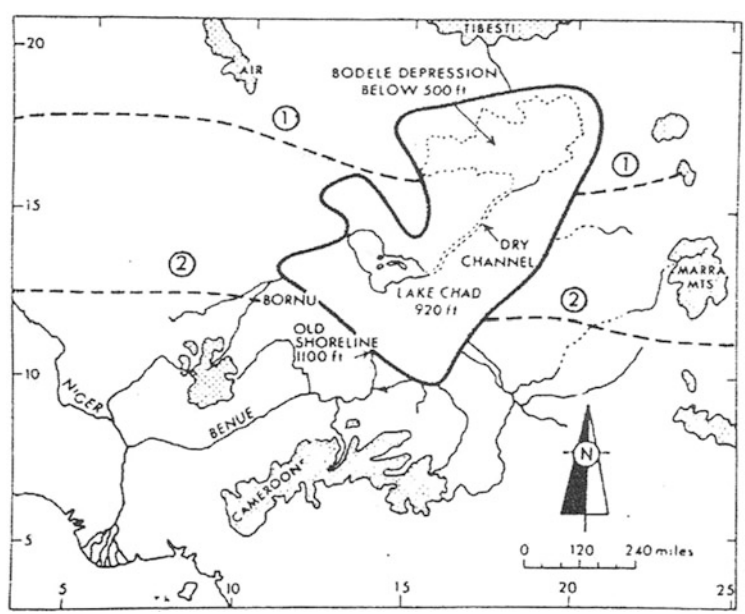 20
15
10
5
TIBESTI
AIR
BODELE DEPRESSION
BELOW 500 ft
1
1
DRY
CHANNEL
MARRA
MTS
2
2
LAKE CHAD
920 ft
BORNU
OLD
SHORELINE
1100 ft
NIGER
BENUE
CAMEROON
N
0 120 240 miles
5 10 15 20 25